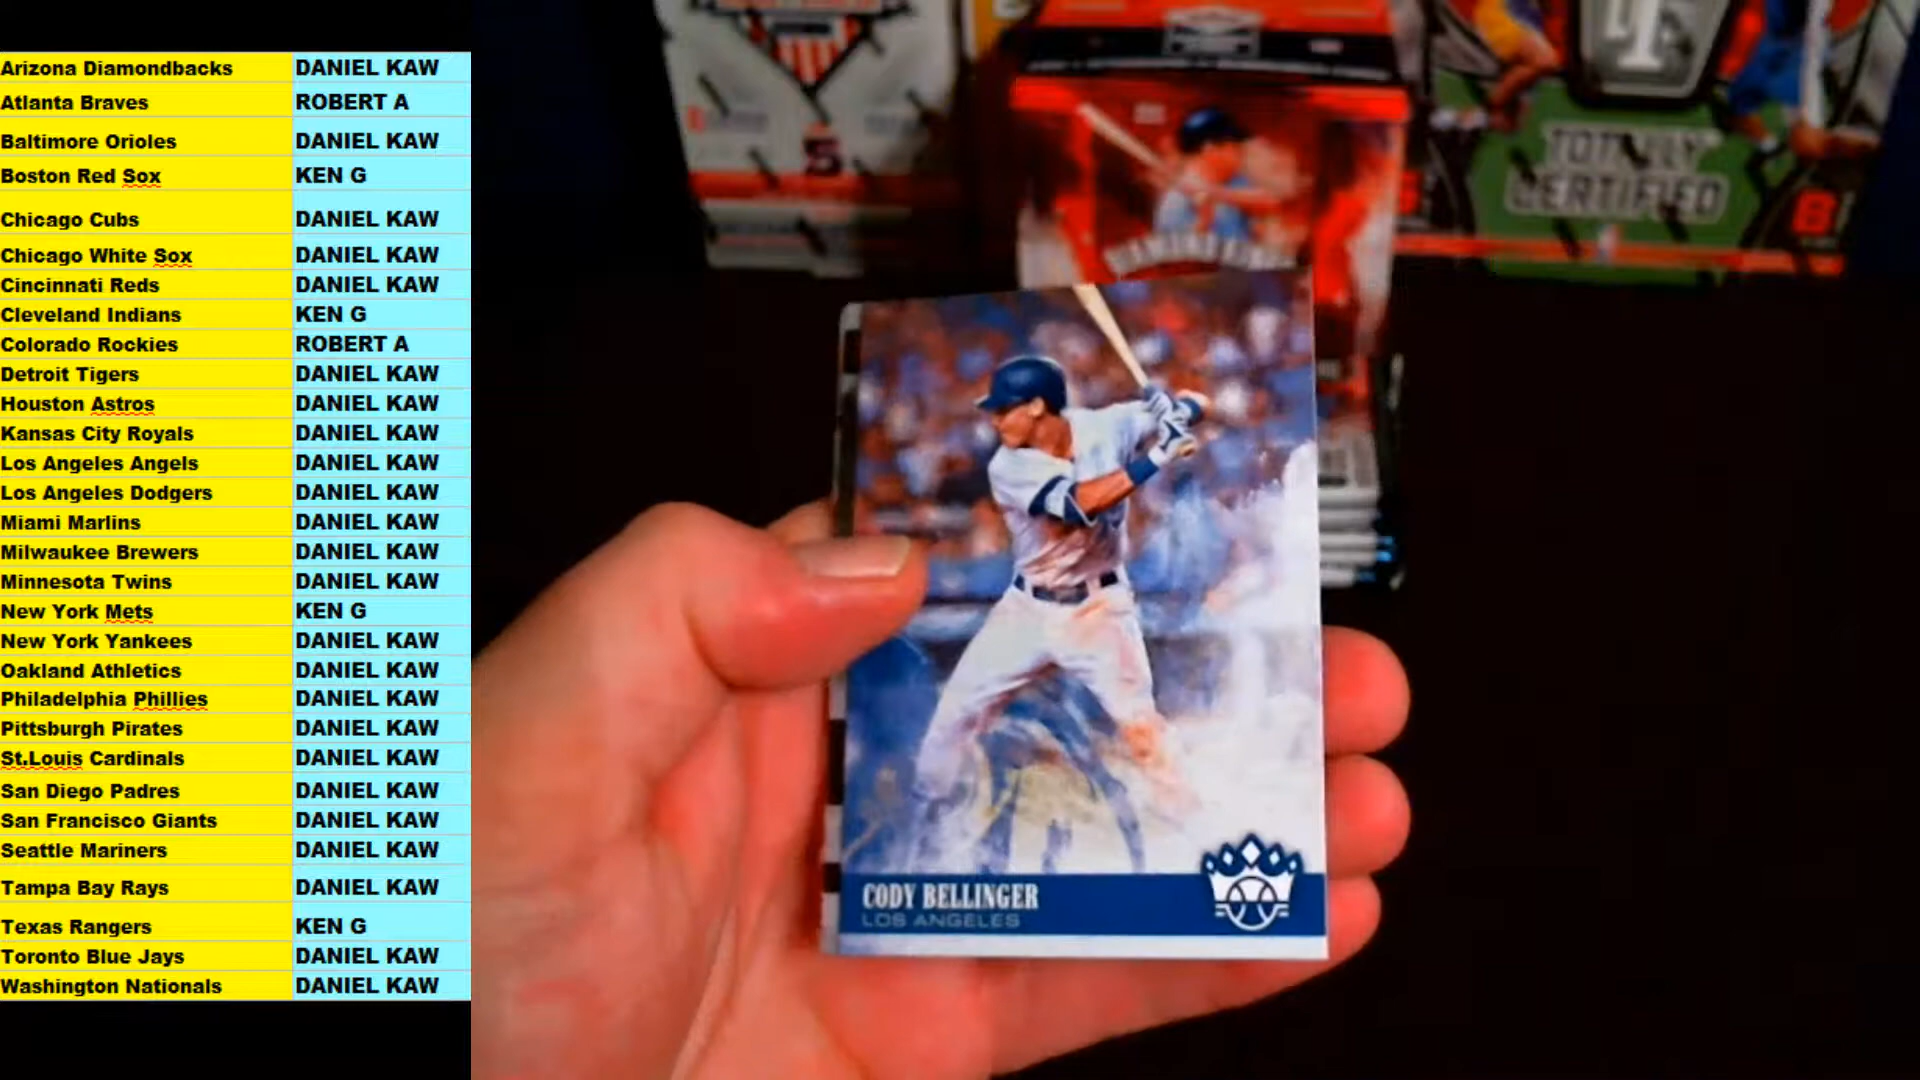 Arizona Diamondbacks DANIEL KAW
Atlanta Braves ROBERT A
Baltimore Orioles DANIEL KAW
Boston Red Sox KEN G
Chicago Cubs DANIEL KAW
Chicago White Sox DANIEL KAW
Cincinnati Reds DANIEL KAW
Cleveland Indians KEN G
Colorado Rockies ROBERT A
Detroit Tigers DANIEL KAW
Houston Astros DANIEL KAW
Kansas City Royals DANIEL KAW
Los Angeles Angels DANIEL KAW
Los Angeles Dodgers DANIEL KAW
Miami Marlins DANIEL KAW
Milwaukee Brewers DANIEL KAW
Minnesota Twins DANIEL KAW
New York Mets KEN G
New York Yankees DANIEL KAW
Oakland Athletics DANIEL KAW
Philadelphia Phillies DANIEL KAW
Pittsburgh Pirates DANIEL KAW
St.Louis Cardinals DANIEL KAW
San Diego Padres DANIEL KAW
San Francisco Giants DANIEL KAW
Seattle Mariners DANIEL KAW
Tampa Bay Rays DANIEL KAW
Texas Rangers KEN G
Toronto Blue Jays DANIEL KAW
Washington Nationals DANIEL KAW
TOTALLY
CERTIFIED
8
5
CODY BELLINGER
LOS ANGELES